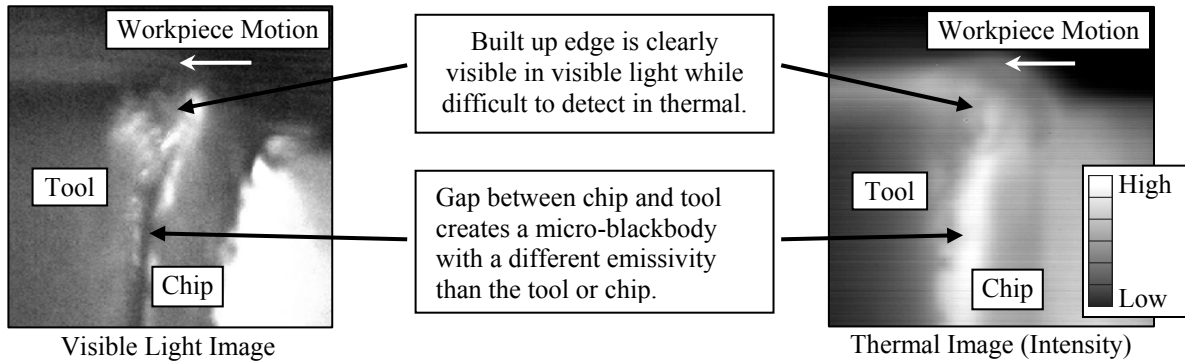 Workpiece Motion
Tool
Chip
Visible Light Image
Built up edge is clearly
visible in visible light while
difficult to detect in thermal.
Gap between chip and tool
creates a micro-blackbody
with a different emissivity
than the tool or chip.
Workpiece Motion
Tool
Chip
High
Low
Thermal Image (Intensity)